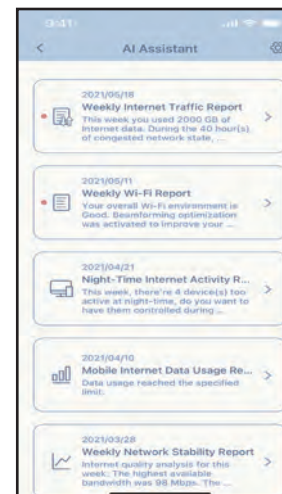 9:41
AI Assistant
2021/05/18
Weekly Internet Traffic Report
This week you used 2000 GB of
Internet data. During the 40 hour(s)
of congested network state, ...
2021/05/11
Weekly Wi-Fi Report
Your overall Wi-Fi environment is
Good. Beamforming optimization
was activated to improve your ...
2021/04/21
Night-Time Internet Activity R...
This week, there're 4 device(s) too
active at night-time, do you want to
have them controlled during ...
2021/04/10
Mobile Internet Data Usage Re...
Data usage reached the specified
limit.
2021/03/28
Weekly Network Stability Report
Internet quality analysis for this
week. The highest available
bandwidth was 98 Mbps. The ...